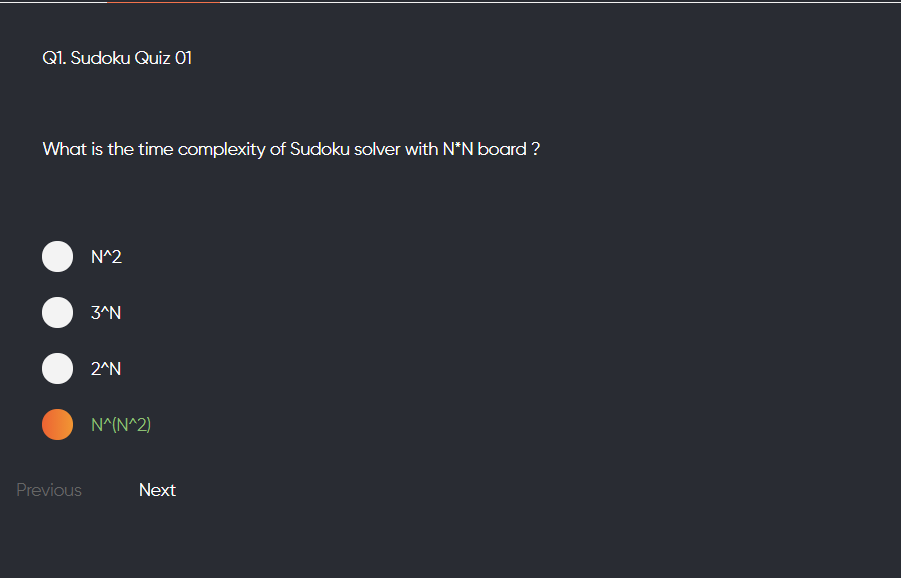 Q1. Sudoku Quiz 01
What is the time complexity of Sudoku solver with N*N board ?
N^2
3^N
2^N
N^(N^2)
Previous Next